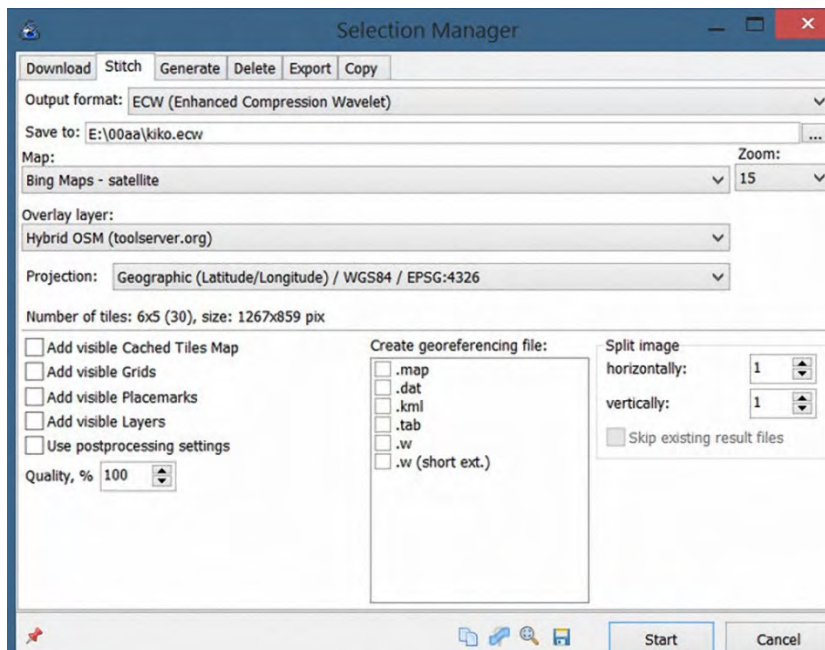 Selection Manager
Download Stitch Generate Delete Export Copy
Output format: ECW (Enhanced Compression Wavelet)
Save to: E:\00aa\kiko.ecw ...
Map: Zoom:
Bing Maps - satellite 15
Overlay layer:
Hybrid OSM (toolserver.org)
Projection: Geographic (Latitude/Longitude) / WGS84 / EPSG:4326
Number of tiles: 6x5 (30), size: 1267x859 pix
Add visible Cached Tiles Map
Add visible Grids
Add visible Placemarks
Add visible Layers
Use postprocessing settings
Quality, % 100
Create georeferencing file:
.map
.dat
.kml
.tab
.w
.w (short ext.)
Split image
horizontally: 1
vertically: 1
Skip existing result files
Start Cancel